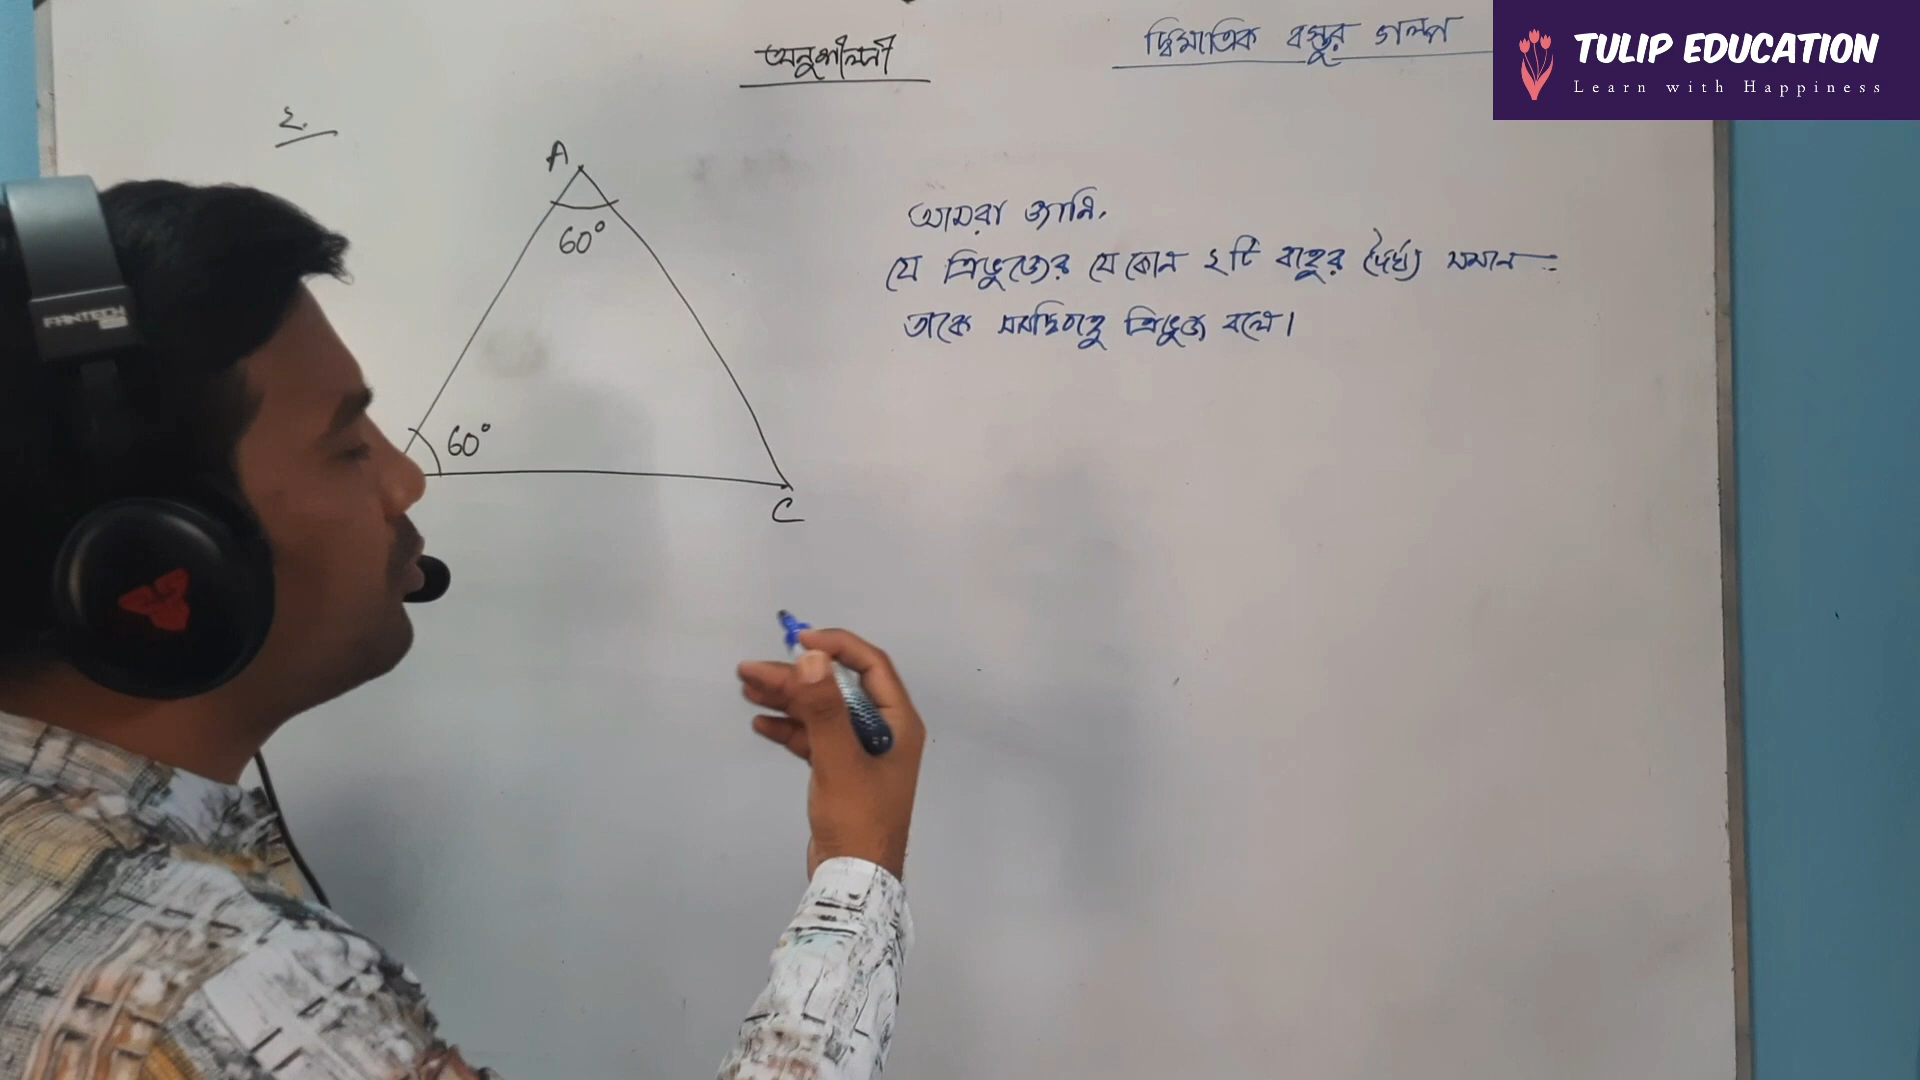 অনুশীলনী
দ্বিমাত্রিক বস্তুর গল্প
TULIP EDUCATION
Learn with Happiness
২.
A
60°
60°
C
আমরা জানি,
যে ত্রিভুজের যে কোন ২টি বাহুর দৈর্ঘ্য সমান
তাকে সমদ্বিবাহু ত্রিভুজ বলে।
FANTECH